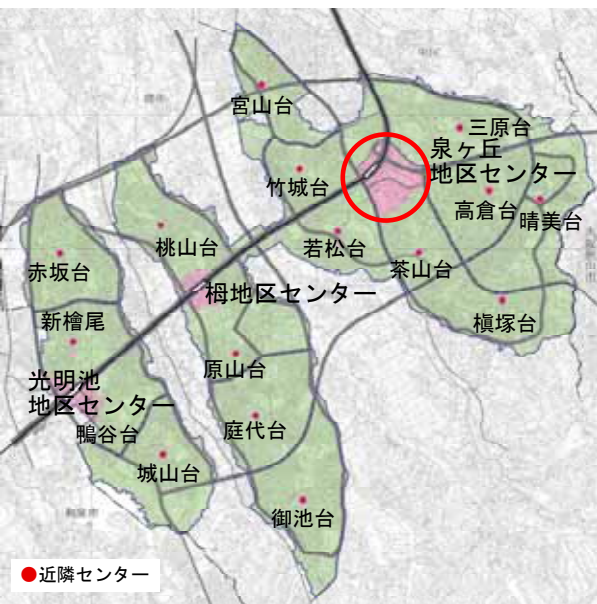 宮山台
三原台
泉ヶ丘
地区センター
竹城台
高倉台
晴美台
若松台
茶山台
桃山台
赤坂台
栂地区センター
槇塚台
新檜尾
原山台
光明池
地区センター
鴨谷台
庭代台
城山台
御池台
●近隣センター